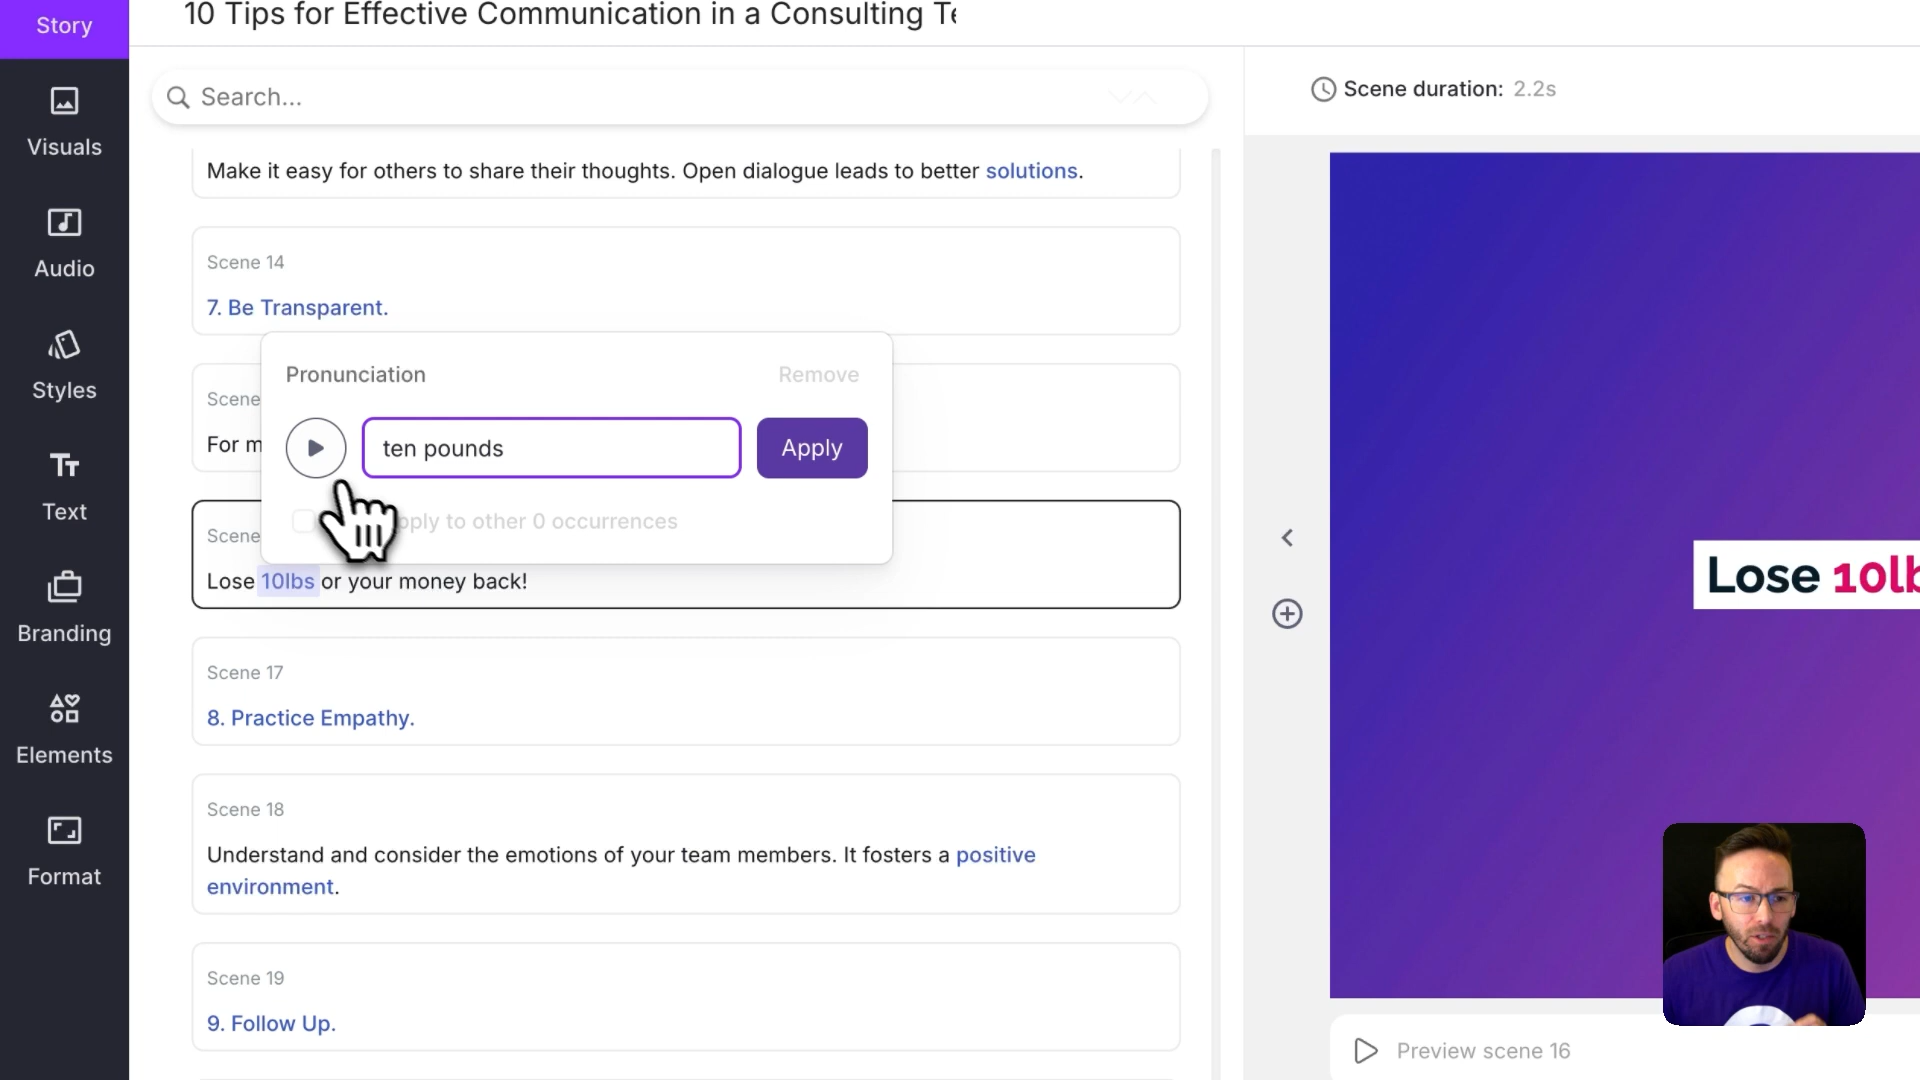 10 Tips for Effective Communication in a Consulting
Story
Visuals
Audio
Styles
Text
Branding
Elements
Format
Search...
Make it easy for others to share their thoughts. Open dialogue leads to better solutions.
Scene 14
7. Be Transparent.
Scene
For
Pronunciation
Remove
ten pounds
Apply
to other 0 occurrences
Scene
Lose 10lbs or your money back!
Scene 17
8. Practice Empathy.
Scene 18
Understand and consider the emotions of your team members. It fosters a positive
environment.
Scene 19
9. Follow Up.
Scene duration: 2.2s
Lose 10lb
Preview scene 16